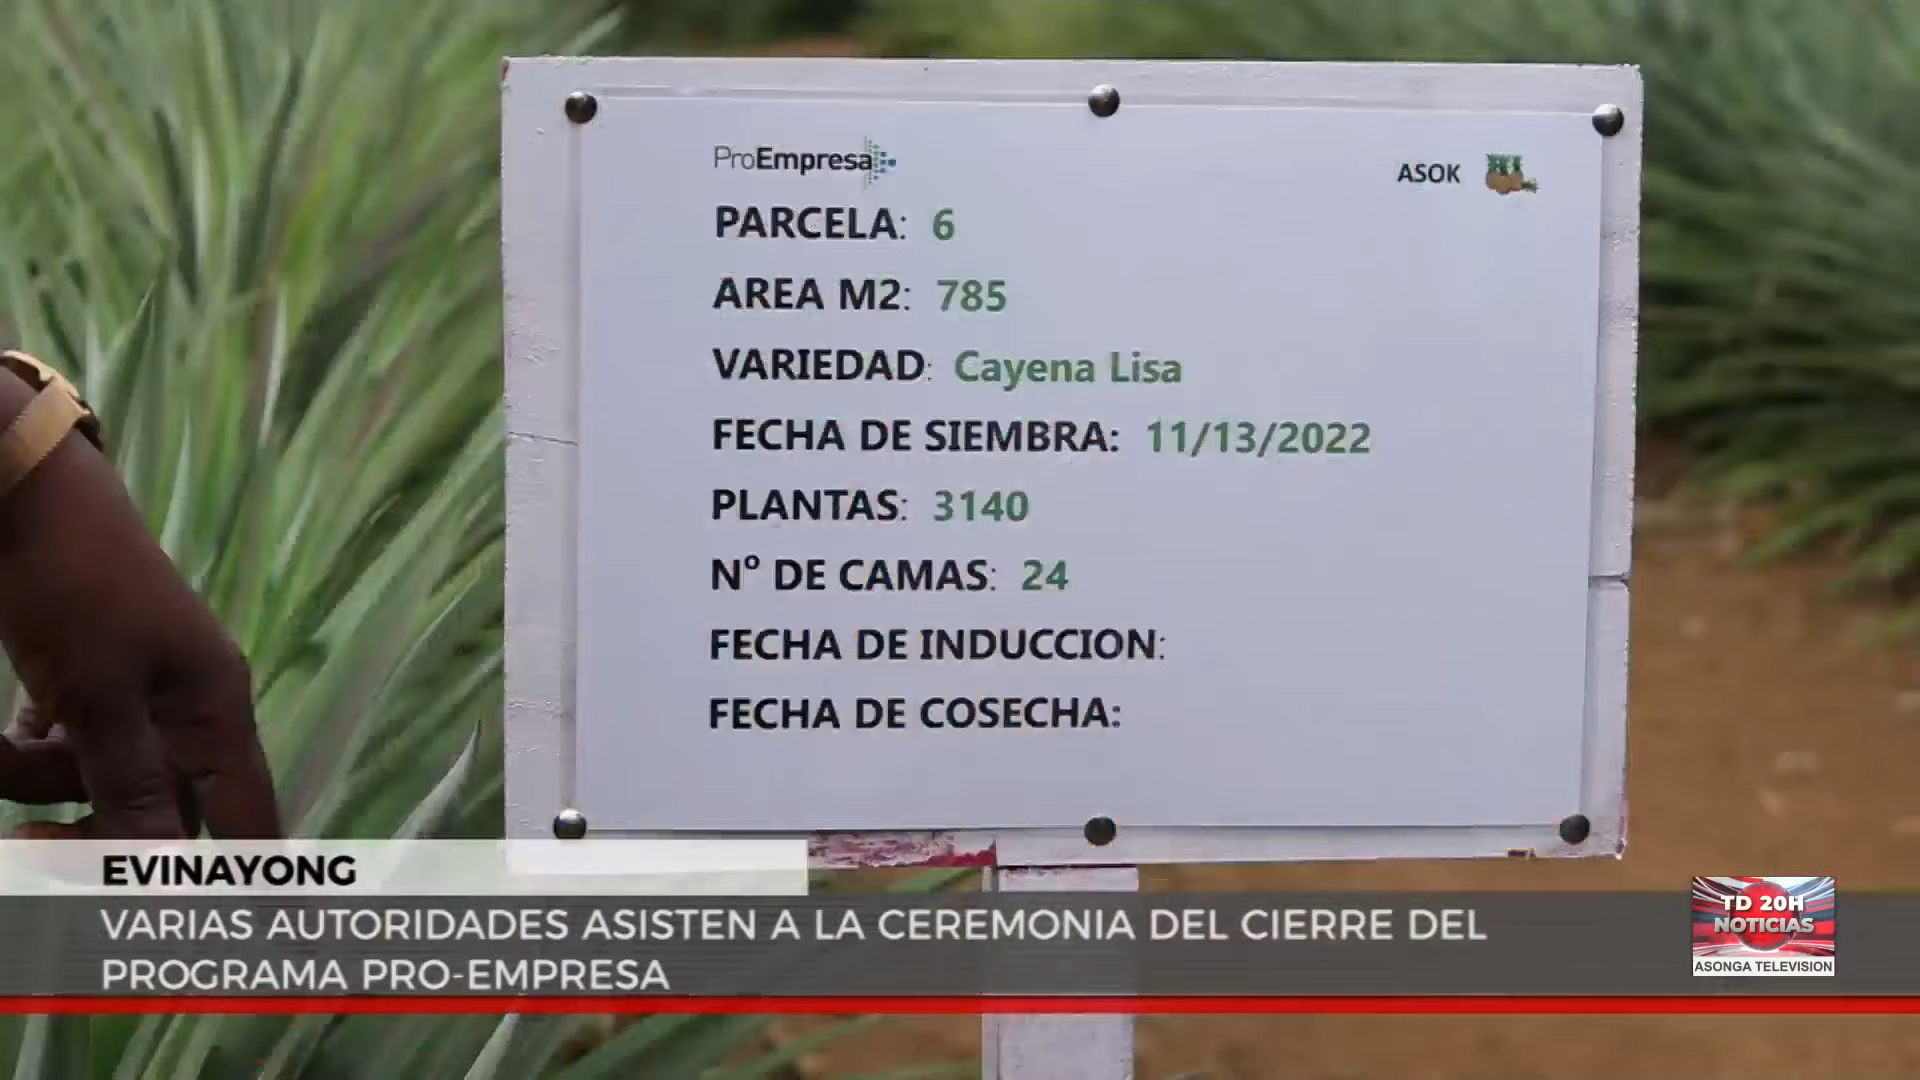 ProEmpresa
ASOK
PARCELA: 6
AREA M2: 785
VARIEDAD: Cayena Lisa
FECHA DE SIEMBRA: 11/13/2022
PLANTAS: 3140
Nº DE CAMAS: 24
FECHA DE INDUCCION:
FECHA DE COSECHA:
EVINAYONG
VARIAS AUTORIDADES ASISTEN A LA CEREMONIA DEL CIERRE DEL
PROGRAMA PRO-EMPRESA
TD 20H
NOTICIAS
ASONGA TELEVISION